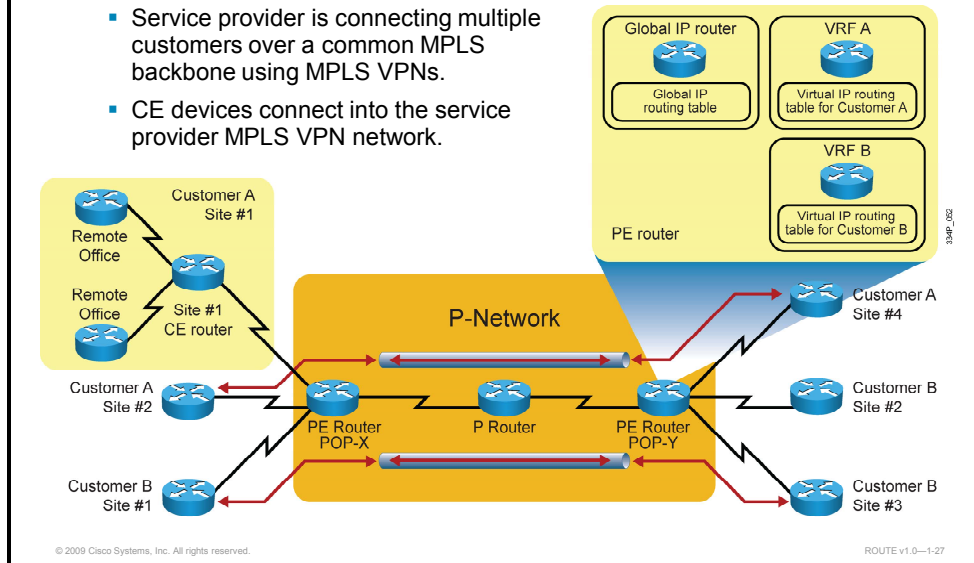 ▪ Service provider is connecting multiple
customers over a common MPLS
backbone using MPLS VPNs.
▪ CE devices connect into the service
provider MPLS VPN network.
Global IP router
Global IP
routing table
VRF A
Virtual IP routing
table for Customer A
VRF B
Virtual IP routing
table for Customer B
PE router
334P_052
Customer A
Site #1
Remote
Office
Remote
Office
Site #1
CE router
P-Network
Customer A
Site #4
Customer A
Site #2
PE Router
POP-X
P Router
PE Router
POP-Y
Customer B
Site #2
Customer B
Site #1
Customer B
Site #3
© 2009 Cisco Systems, Inc. All rights reserved.
ROUTE v1.0—1-27